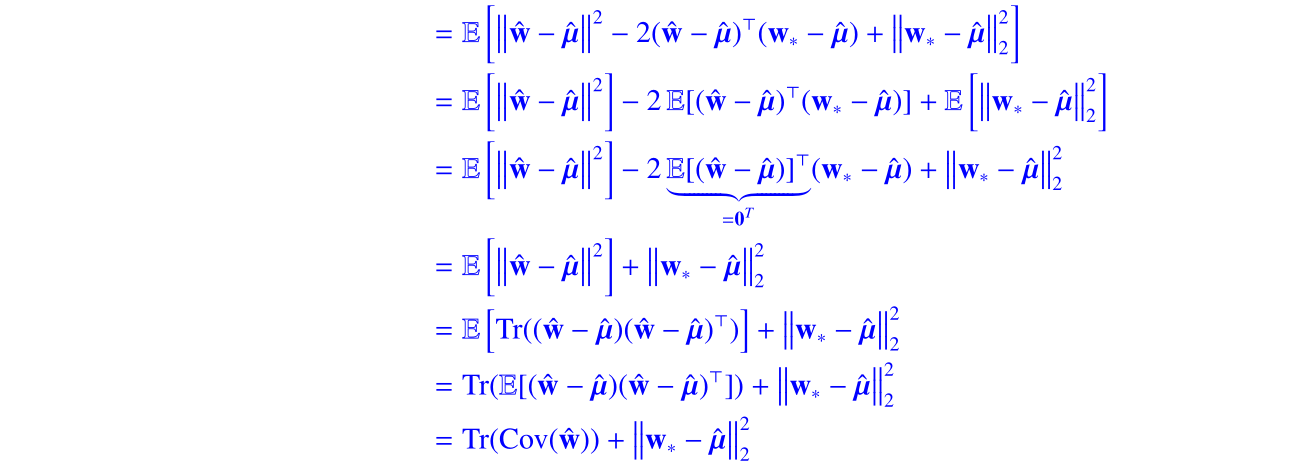 = 𝔼[‖ŵ − μ̂‖² − 2(ŵ − μ̂)^⊤(w_* − μ̂) + ‖w_* − μ̂‖₂²]
= 𝔼[‖ŵ − μ̂‖²] − 2 𝔼[(ŵ − μ̂)^⊤(w_* − μ̂)] + 𝔼[‖w_* − μ̂‖₂²]
= 𝔼[‖ŵ − μ̂‖²] − 2 𝔼[(ŵ − μ̂)]^⊤(w_* − μ̂) + ‖w_* − μ̂‖₂²
=0^T
= 𝔼[‖ŵ − μ̂‖²] + ‖w_* − μ̂‖₂²
= 𝔼[Tr((ŵ − μ̂)(ŵ − μ̂)^⊤)] + ‖w_* − μ̂‖₂²
= Tr(𝔼[(ŵ − μ̂)(ŵ − μ̂)^⊤]) + ‖w_* − μ̂‖₂²
= Tr(Cov(ŵ)) + ‖w_* − μ̂‖₂²